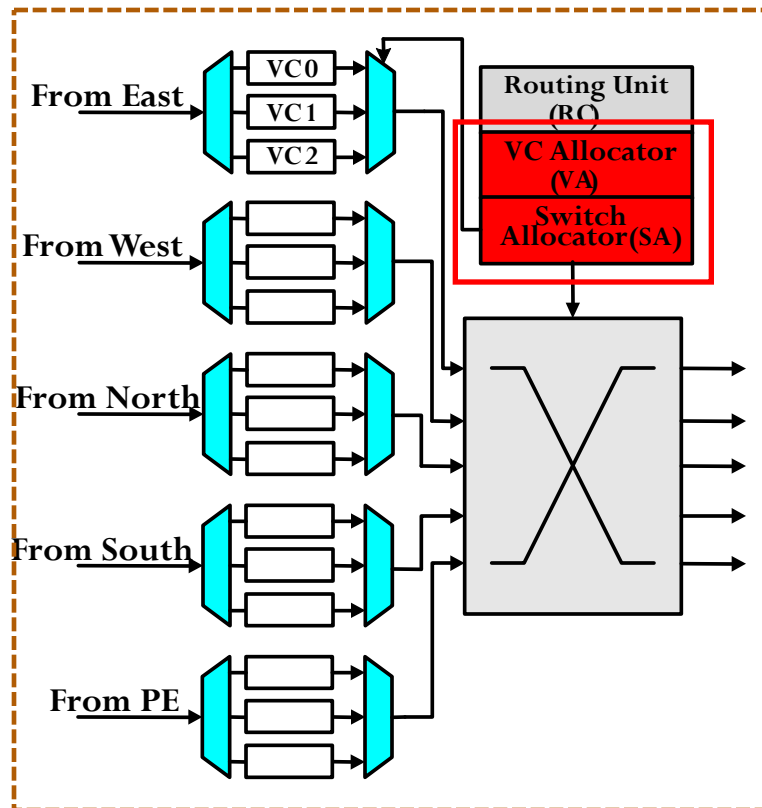 From East
VC0
VC1
VC2
Routing Unit
(RC)
VC Allocator
(VA)
Switch
Allocator(SA)
From West
From North
From South
From PE